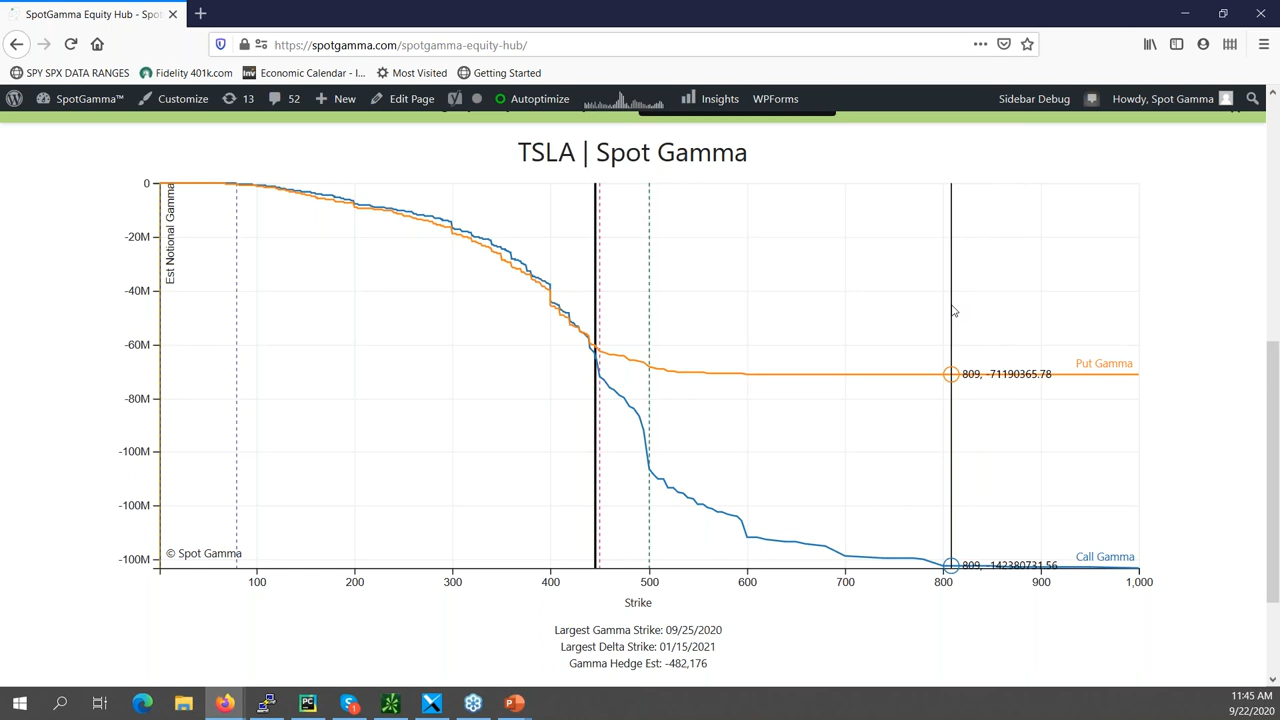 SpotGamma Equity Hub - Spot
https://spotgamma.com/spotgamma-equity-hub/
SPY SPX DATA RANGES
Fidelity 401k.com
Economic Calendar - I...
Most Visited
Getting Started
SpotGamma™
Customize
13
52
New
Edit Page
Autoptimize
Insights
WPForms
Sidebar Debug
Howdy, Spot Gamma
TSLA | Spot Gamma
0
-20M
-40M
-60M
-80M
-100M
-100M
-100M
Est Notional Gamma
Put Gamma
809, -71190365.78
Call Gamma
809, -142380731.56
© Spot Gamma
100
200
300
400
500
600
700
800
900
1,000
Strike
Largest Gamma Strike: 09/25/2020
Largest Delta Strike: 01/15/2021
Gamma Hedge Est: -482,176
11:45 AM
9/22/2020